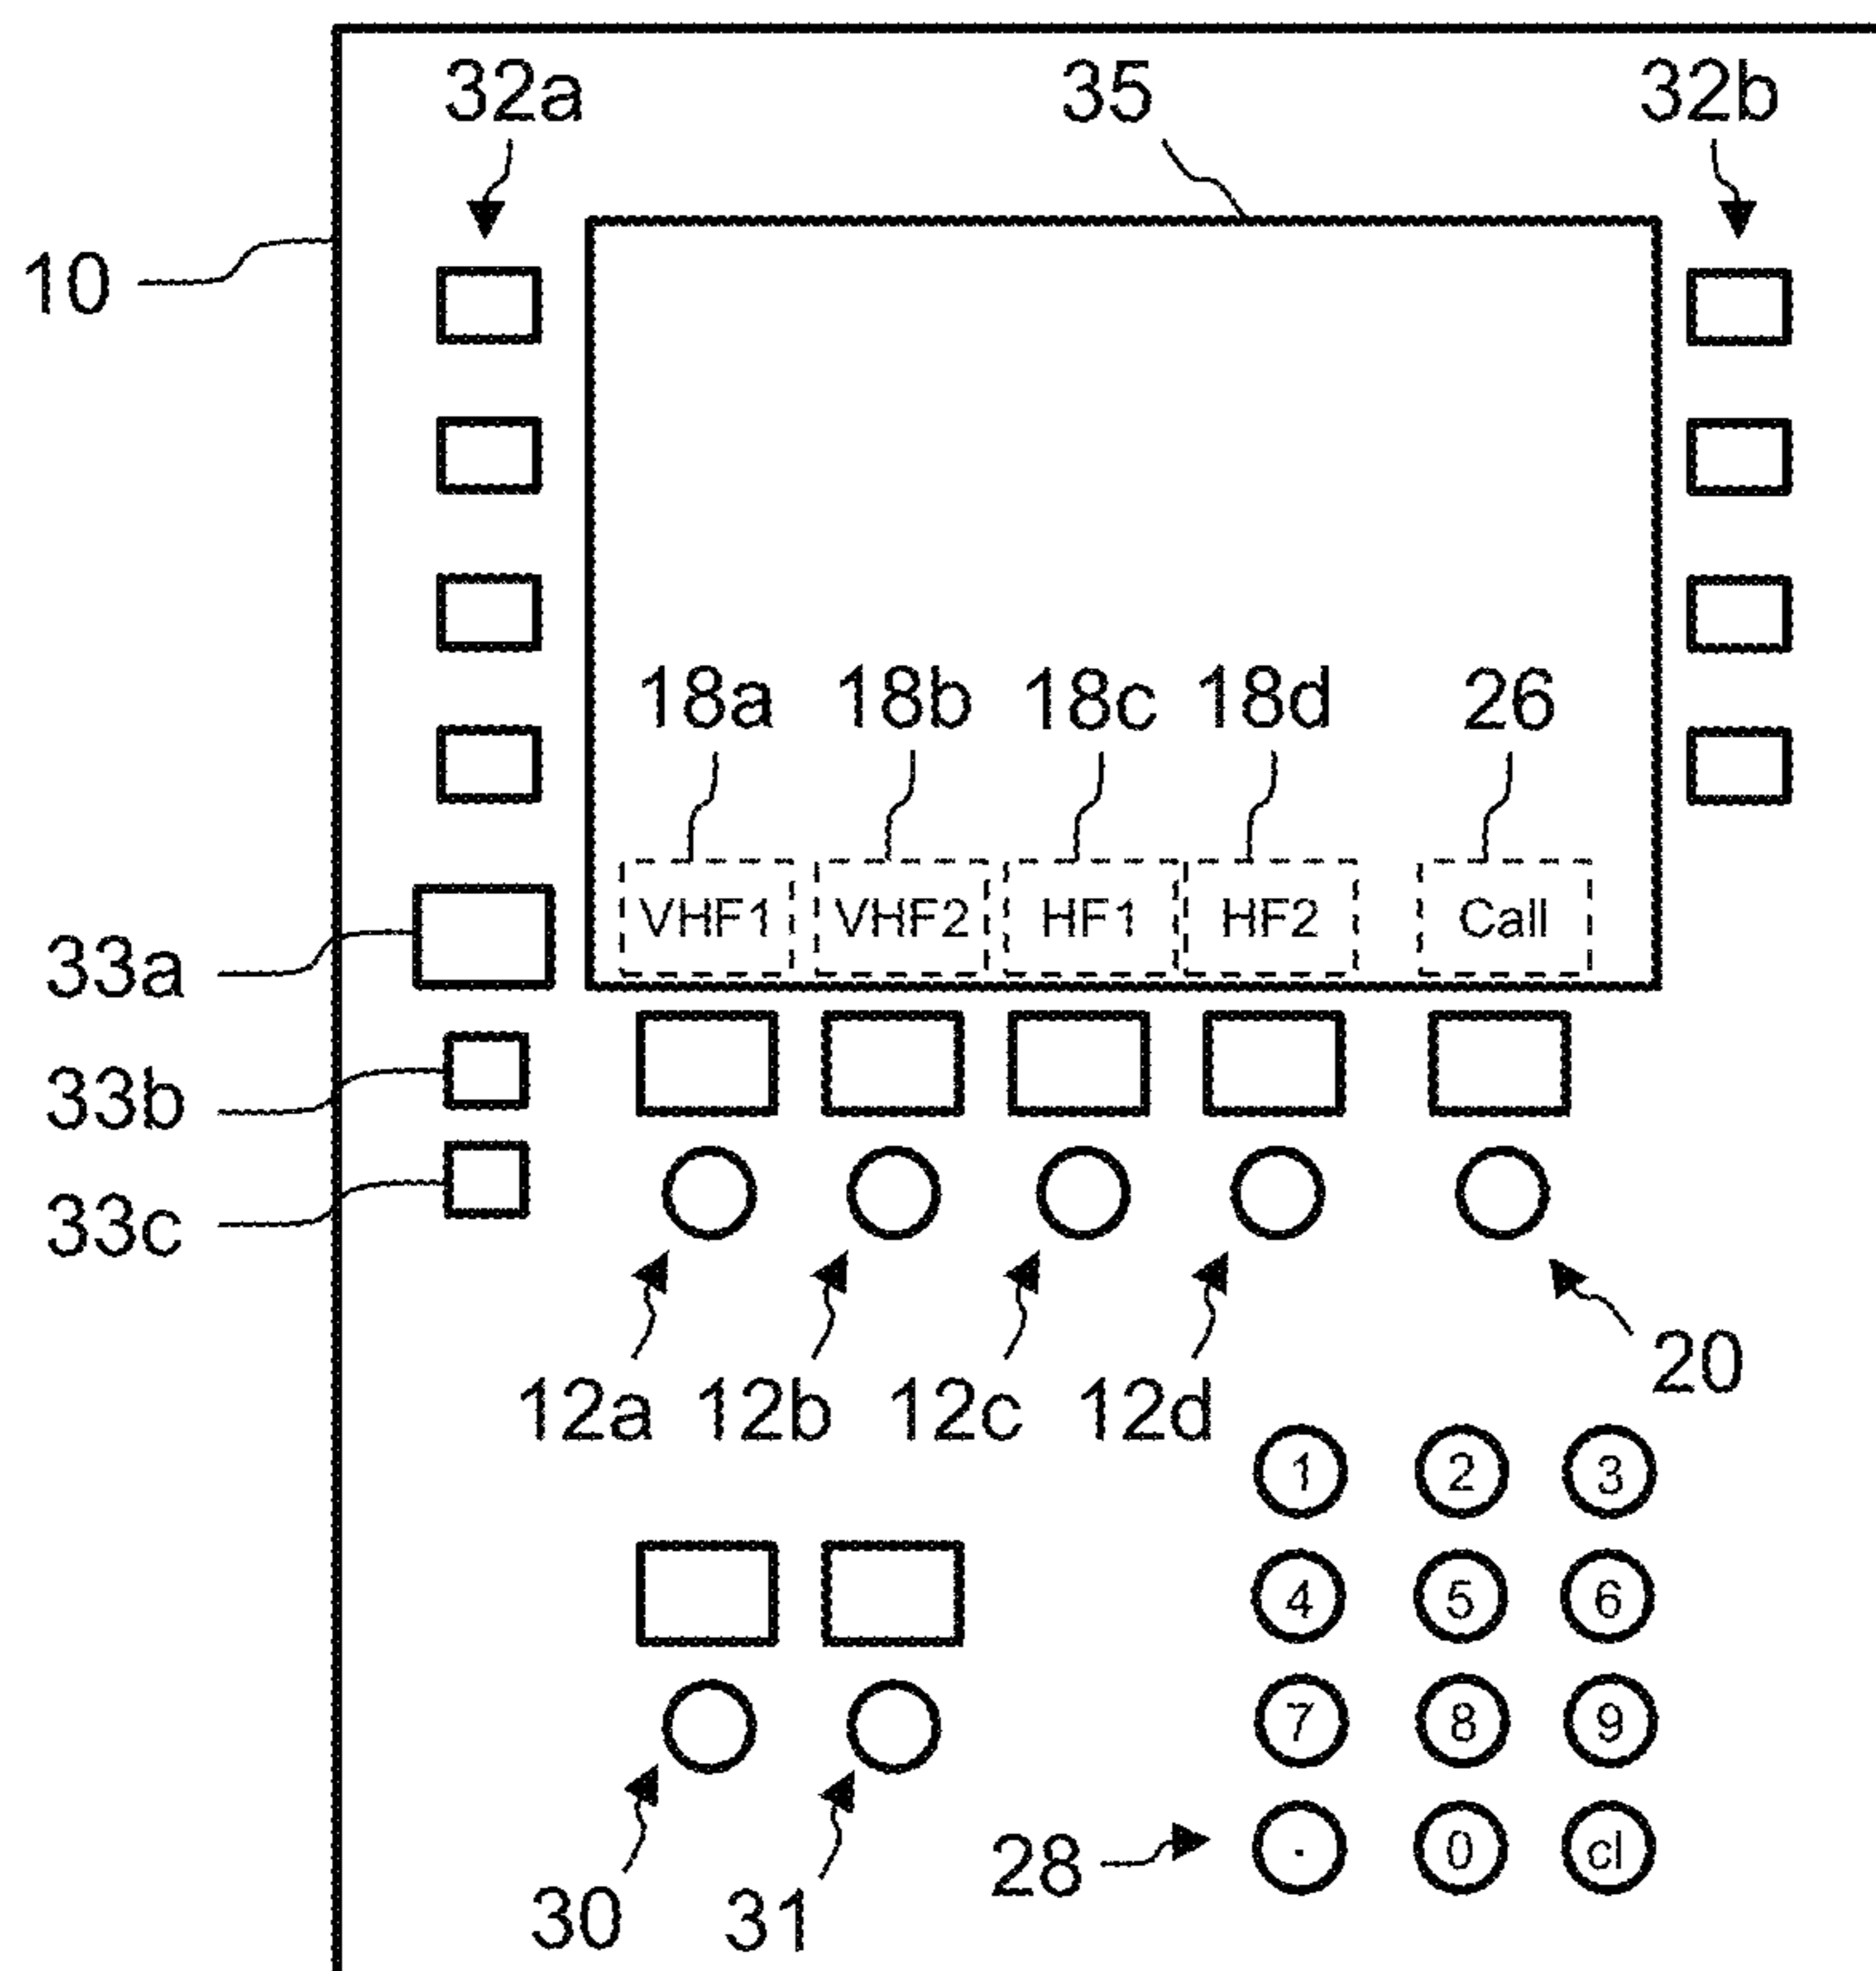 32a 35 32b
10
18a 18b 18c 18d 26
VHF1 VHF2 HF1 HF2 Call
33a
33b
33c
20
12a 12b 12c 12d
1 2 3
4 5 6
7 8 9
28 . 0 cl
30 31